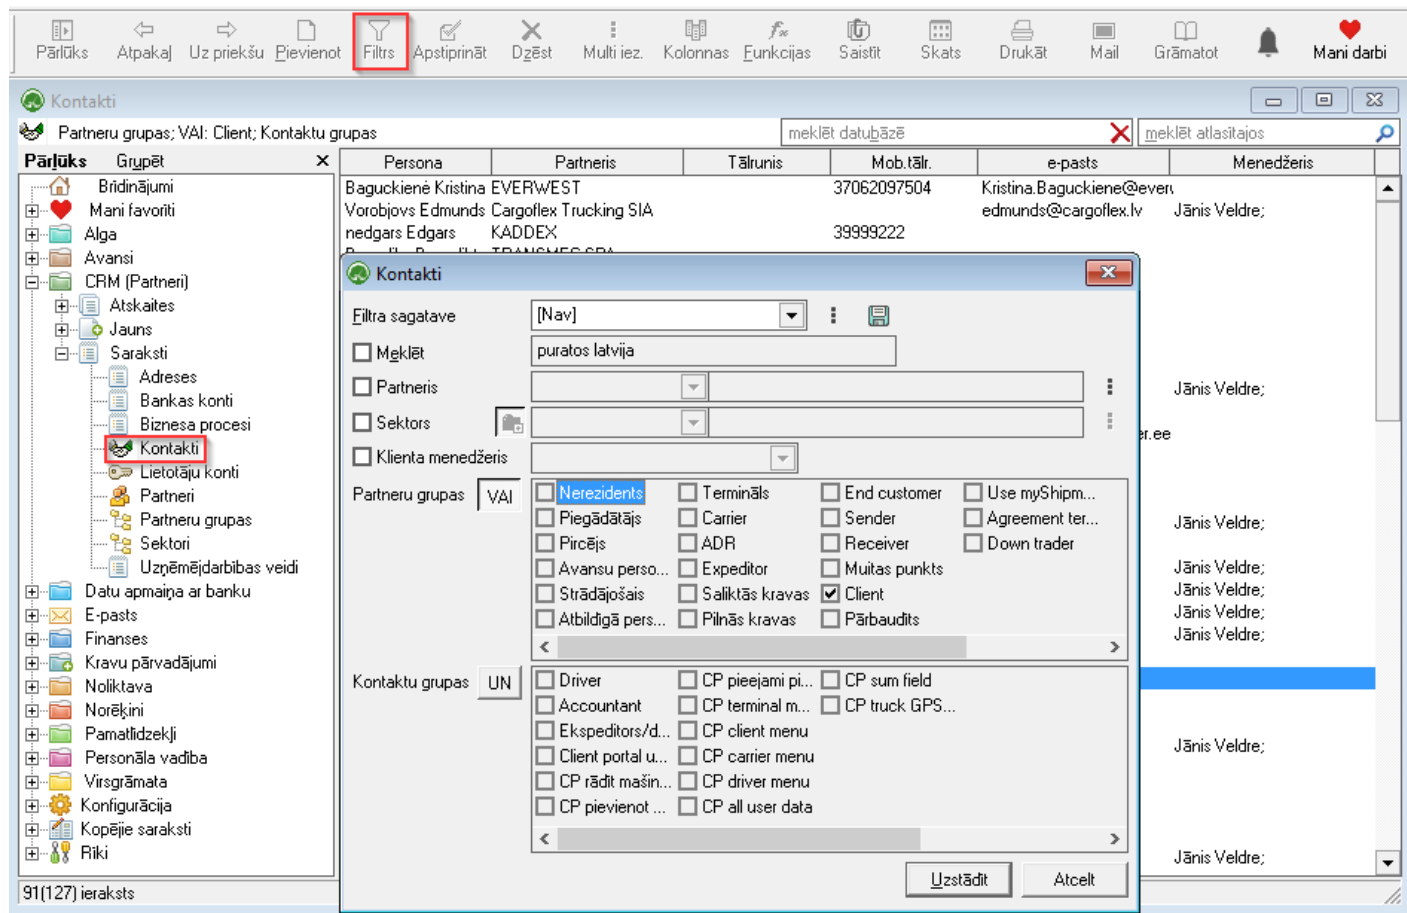 Pārlūks Atpakaļ Uz priekšu Pievienot Filtrs Apstiprināt Dzēst Multi iez. Kolonnas Funkcijas Saistīt Skats Drukāt Mail Grāmatot Mani darbi
Kontakti
Partneru grupas; VAI: Client; Kontaktu grupas
meklēt datubāzē
meklēt atlasītajos
Pārlūks Grupēt
Persona Partneris Tālrunis Mob.tālr. e-pasts Menedžeris
Brīdinājumi
Mani favorīti
Alga
Avansi
CRM (Partneri)
Atskaites
Jauns
Saraksti
Adreses
Bankas konti
Biznesa procesi
Kontakti
Lietotāju konti
Partneri
Partneru grupas
Sektori
Uzņēmējdarbības veidi
Datu apmaiņa ar banku
E-pasts
Finanses
Kravu pārvadājumi
Noliktava
Norēķini
Pamatlīdzekļi
Personāla vadība
Virsgrāmata
Konfigurācija
Kopējie saraksti
Rīki
91(127) ieraksts
Baguckienė Kristina EVERWEST 37062097504 Kristina.Baguckiene@ever
Vorobjovs Edmunds Cargoflex Trucking SIA edmunds@cargoflex.lv Jānis Veldre;
nedgars Edgars KADDEX 39999222
Jānis Veldre;
er.ee
Jānis Veldre;
Jānis Veldre;
Jānis Veldre;
Jānis Veldre;
Jānis Veldre;
Jānis Veldre;
Jānis Veldre;
Kontakti
Filtra sagatave [Nav]
Meklēt puratos latvija
Partneris
Sektors
Klienta menedžeris
Partneru grupas VAI
Nerezidents Termināls End customer Use myShipm...
Piegādātājs Carrier Sender Agreement ter...
Pircējs ADR Receiver Down trader
Avansu perso... Expeditor Muitas punkts
Strādājošais Saliktās kravas Client
Atbildīgā pers... Pilnās kravas Pārbaudīts
Kontaktu grupas UN
Driver CP pieejami pi... CP sum field
Accountant CP terminal m... CP truck GPS...
Ekspeditors/d... CP client menu
Client portal u... CP carrier menu
CP rādīt mašīn... CP driver menu
CP pievienot ... CP all user data
Uzstādīt Atcelt